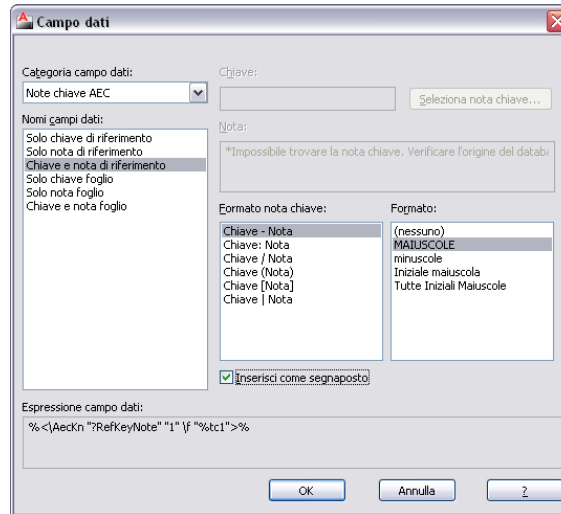 Campo dati
Categoria campo dati:
Note chiave AEC
Nomi campi dati:
Solo chiave di riferimento
Solo nota di riferimento
Chiave e nota di riferimento
Solo chiave foglio
Solo nota foglio
Chiave e nota foglio
Chiave:
Seleziona nota chiave...
Nota:
*Impossibile trovare la nota chiave. Verificare l'origine del databa
Formato nota chiave:
Chiave - Nota
Chiave: Nota
Chiave / Nota
Chiave (Nota)
Chiave [Nota]
Chiave | Nota
Formato:
(nessuno)
MAIUSCOLE
minuscole
Iniziale maiuscola
Tutte Iniziali Maiuscole
Inserisci come segnaposto
Espressione campo dati:
%<\AecKn "?RefKeyNote" "1" \f "%tc1">%
OK
Annulla
?